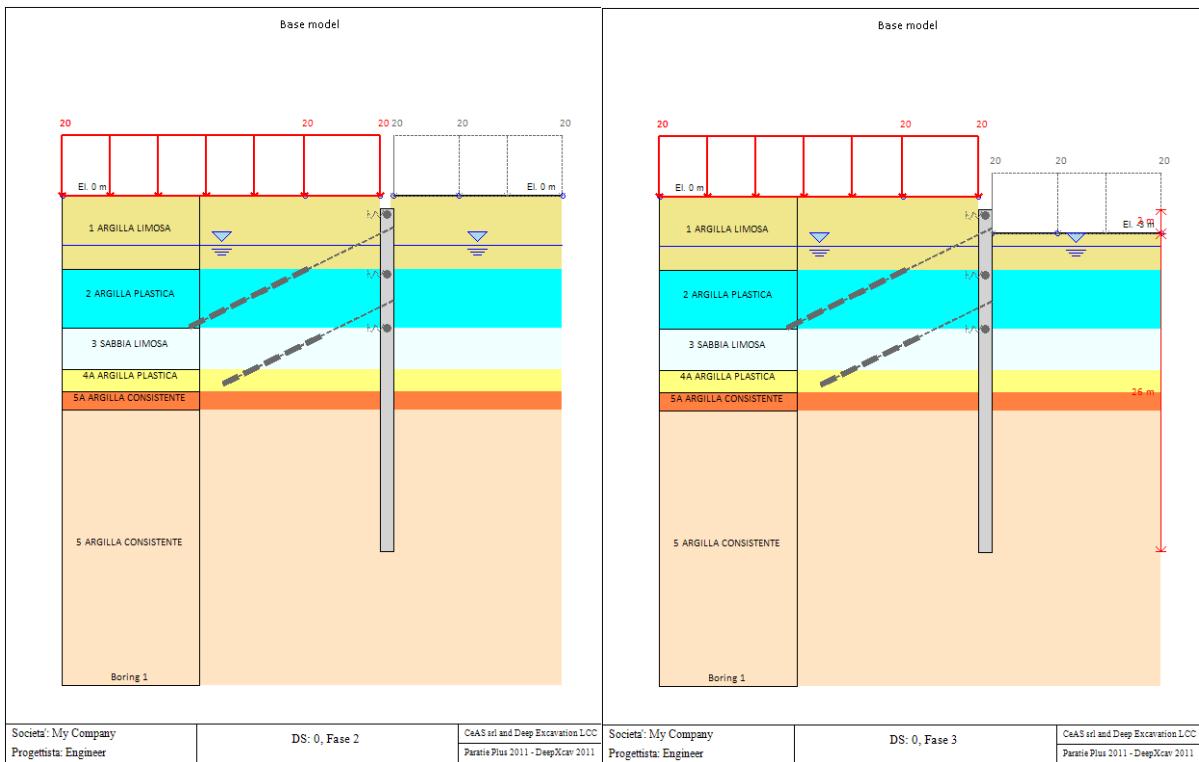 Base model
20
20
20
20
20
20
El. 0 m
El. 0 m
1 ARGILLA LIMOSA
2 ARGILLA PLASTICA
3 SABBIA LIMOSA
4A ARGILLA PLASTICA
5A ARGILLA CONSISTENTE
5 ARGILLA CONSISTENTE
Boring 1
Societa': My Company
Progettista: Engineer
DS: 0, Fase 2
CeAS srl and Deep Excavation LCC
Paratie Plus 2011 - DeepXcav 2011
Base model
20
20
20
20
20
20
El. 0 m
El. -3 m
1 ARGILLA LIMOSA
2 ARGILLA PLASTICA
3 SABBIA LIMOSA
4A ARGILLA PLASTICA
26 m
5A ARGILLA CONSISTENTE
5 ARGILLA CONSISTENTE
Boring 1
Societa': My Company
Progettista: Engineer
DS: 0, Fase 3
CeAS srl and Deep Excavation LCC
Paratie Plus 2011 - DeepXcav 2011